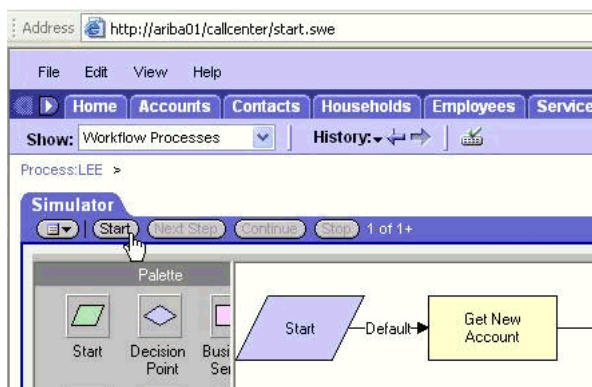 Address http://ariba01/callcenter/start.swe
File Edit View Help
Home Accounts Contacts Households Employees Service
Show: Workflow Processes History:
Process:LEE >
Simulator
Start Next Step Continue Stop 1 of 1+
Palette
Start Decision Point
Start
Default
Get New
Account